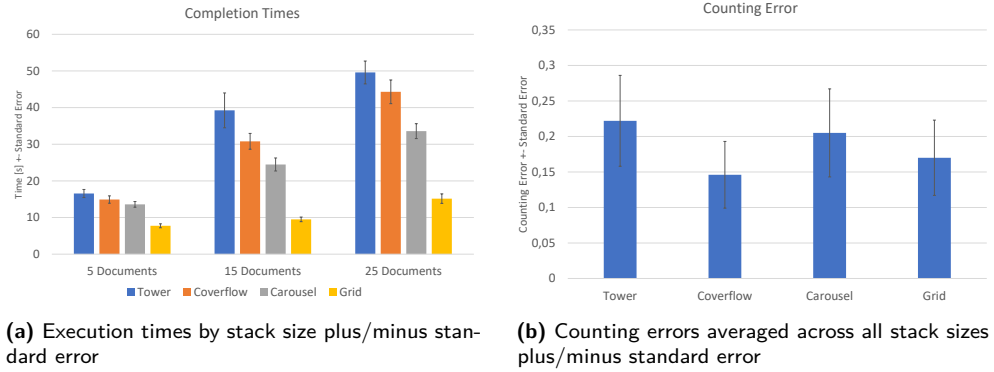 Completion Times
60
50
40
30
20
10
0
Time [s] +- Standard Error
5 Documents 15 Documents 25 Documents
Tower Coverflow Carousel Grid
(a) Execution times by stack size plus/minus stan-
dard error
Counting Error
0,35
0,3
0,25
0,2
0,15
0,1
0,05
0
Counting Error +- Standard Error
Tower Coverflow Carousel Grid
(b) Counting errors averaged across all stack sizes
plus/minus standard error